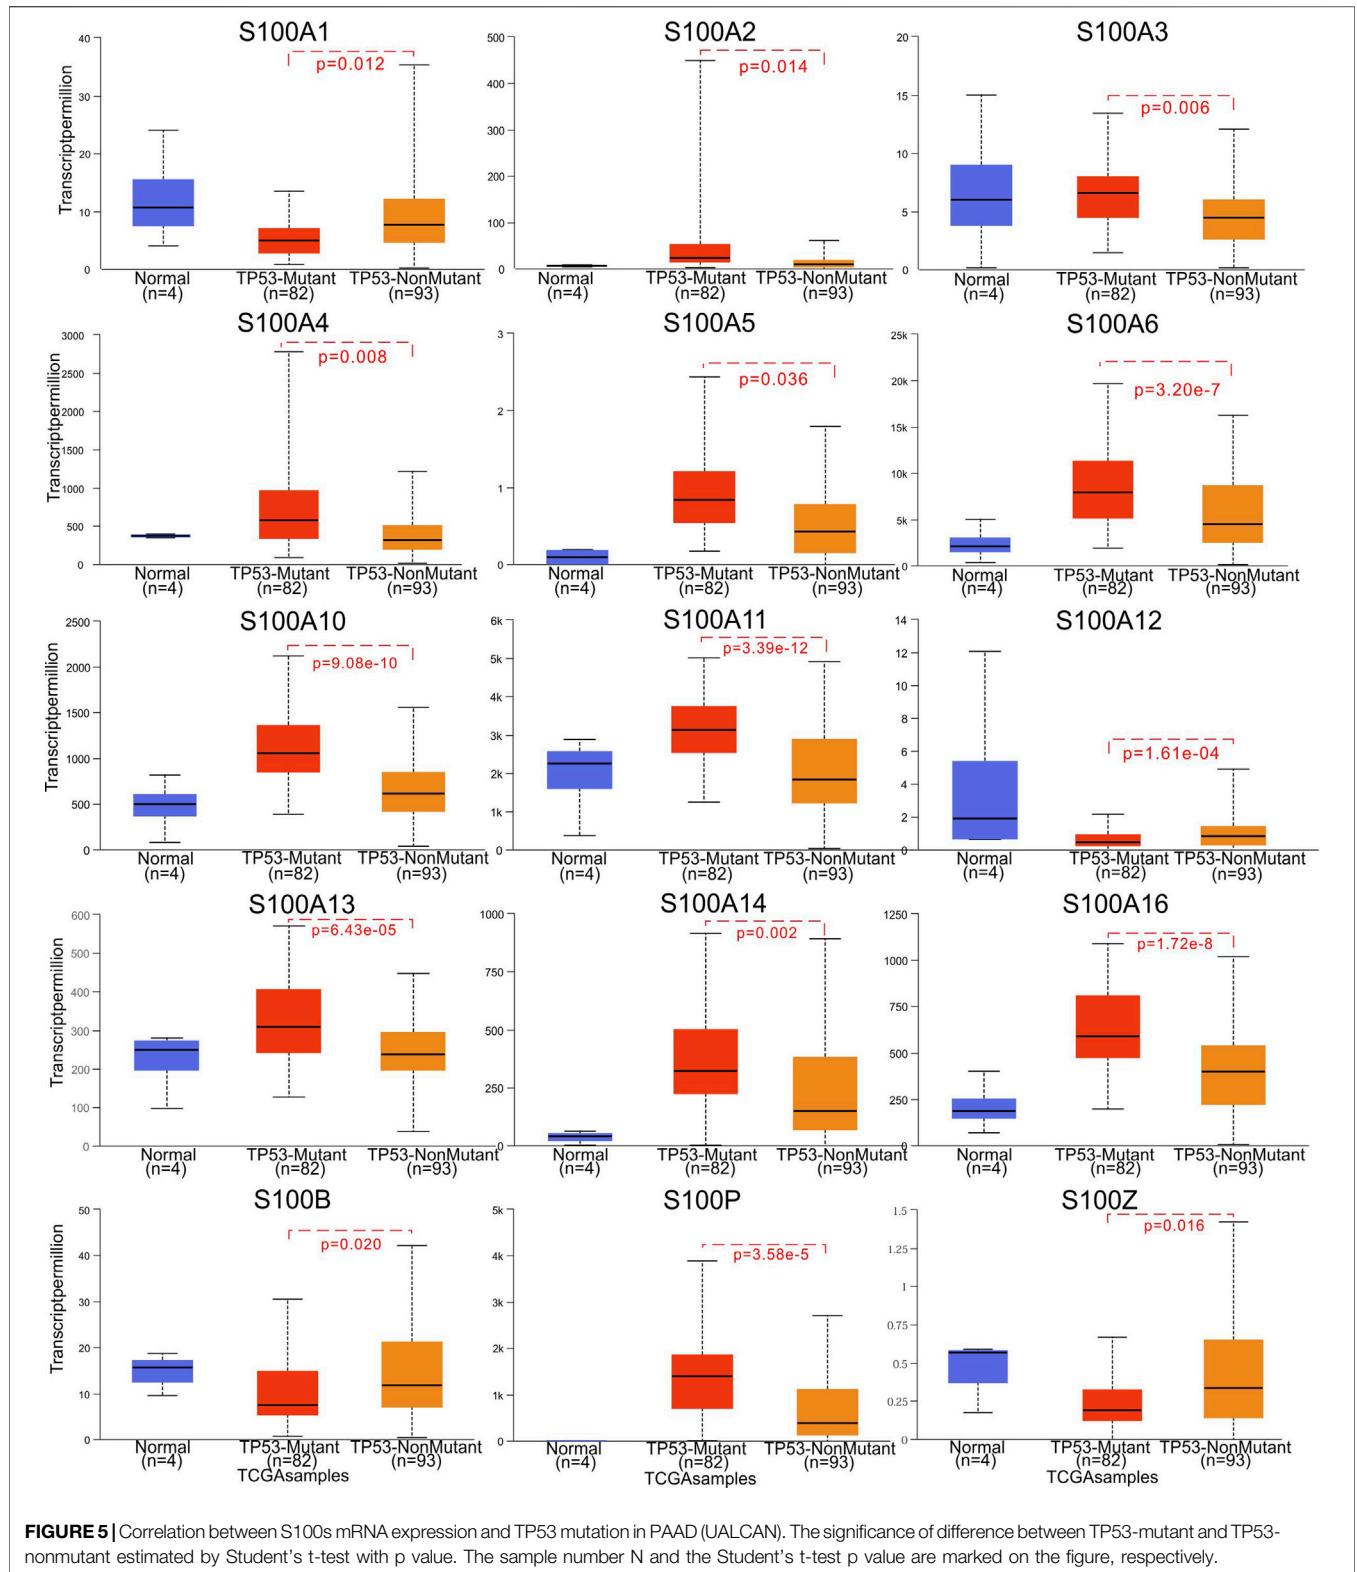 S100A1
Transcriptpermillion
40
30
20
10
0
p=0.012
Normal
(n=4)
TP53-Mutant
(n=82)
TP53-NonMutant
(n=93)
S100A2
500
400
300
200
100
0
p=0.014
Normal
(n=4)
TP53-Mutant
(n=82)
TP53-NonMutant
(n=93)
S100A3
20
15
10
5
0
p=0.006
Normal
(n=4)
TP53-Mutant
(n=82)
TP53-NonMutant
(n=93)
S100A4
Transcriptpermillion
3000
2500
2000
1500
1000
500
0
p=0.008
Normal
(n=4)
TP53-Mutant
(n=82)
TP53-NonMutant
(n=93)
S100A5
3
2
1
0
p=0.036
Normal
(n=4)
TP53-Mutant
(n=82)
TP53-NonMutant
(n=93)
S100A6
25k
20k
15k
10k
5k
0
p=3.20e-7
Normal
(n=4)
TP53-Mutant
(n=82)
TP53-NonMutant
(n=93)
S100A10
Transcriptpermillion
2500
2000
1500
1000
500
0
p=9.08e-10
Normal
(n=4)
TP53-Mutant
(n=82)
TP53-NonMutant
(n=93)
S100A11
6k
5k
4k
3k
2k
1k
0
p=3.39e-12
Normal
(n=4)
TP53-Mutant
(n=82)
TP53-NonMutant
(n=93)
S100A12
14
12
10
8
6
4
2
0
p=1.61e-04
Normal
(n=4)
TP53-Mutant
(n=82)
TP53-NonMutant
(n=93)
S100A13
Transcriptpermillion
600
500
400
300
200
100
0
p=6.43e-05
Normal
(n=4)
TP53-Mutant
(n=82)
TP53-NonMutant
(n=93)
S100A14
1000
750
500
250
0
p=0.002
Normal
(n=4)
TP53-Mutant
(n=82)
TP53-NonMutant
(n=93)
S100A16
1250
1000
750
500
250
0
p=1.72e-8
Normal
(n=4)
TP53-Mutant
(n=82)
TP53-NonMutant
(n=93)
S100B
Transcriptpermillion
50
40
30
20
10
0
p=0.020
Normal
(n=4)
TP53-Mutant
(n=82)
TP53-NonMutant
(n=93)
TCGAsamples
S100P
5k
4k
3k
2k
1k
0
p=3.58e-5
Normal
(n=4)
TP53-Mutant
(n=82)
TP53-NonMutant
(n=93)
TCGAsamples
S100Z
1.5
1.25
1
0.75
0.5
0.25
0
p=0.016
Normal
(n=4)
TP53-Mutant
(n=82)
TP53-NonMutant
(n=93)
TCGAsamples
FIGURE 5 | Correlation between S100s mRNA expression and TP53 mutation in PAAD (UALCAN). The significance of difference between TP53-mutant and TP53-
nonmutant estimated by Student's t-test with p value. The sample number N and the Student's t-test p value are marked on the figure, respectively.